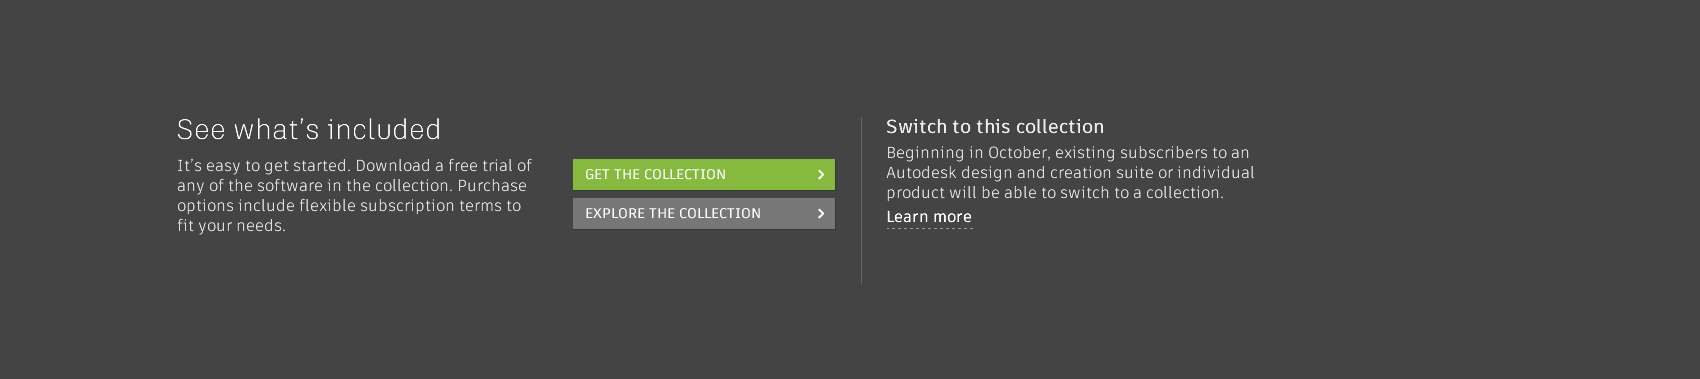 See what's included
It's easy to get started. Download a free trial of
any of the software in the collection. Purchase
options include flexible subscription terms to
fit your needs.
GET THE COLLECTION
EXPLORE THE COLLECTION
Switch to this collection
Beginning in October, existing subscribers to an
Autodesk design and creation suite or individual
product will be able to switch to a collection.
Learn more